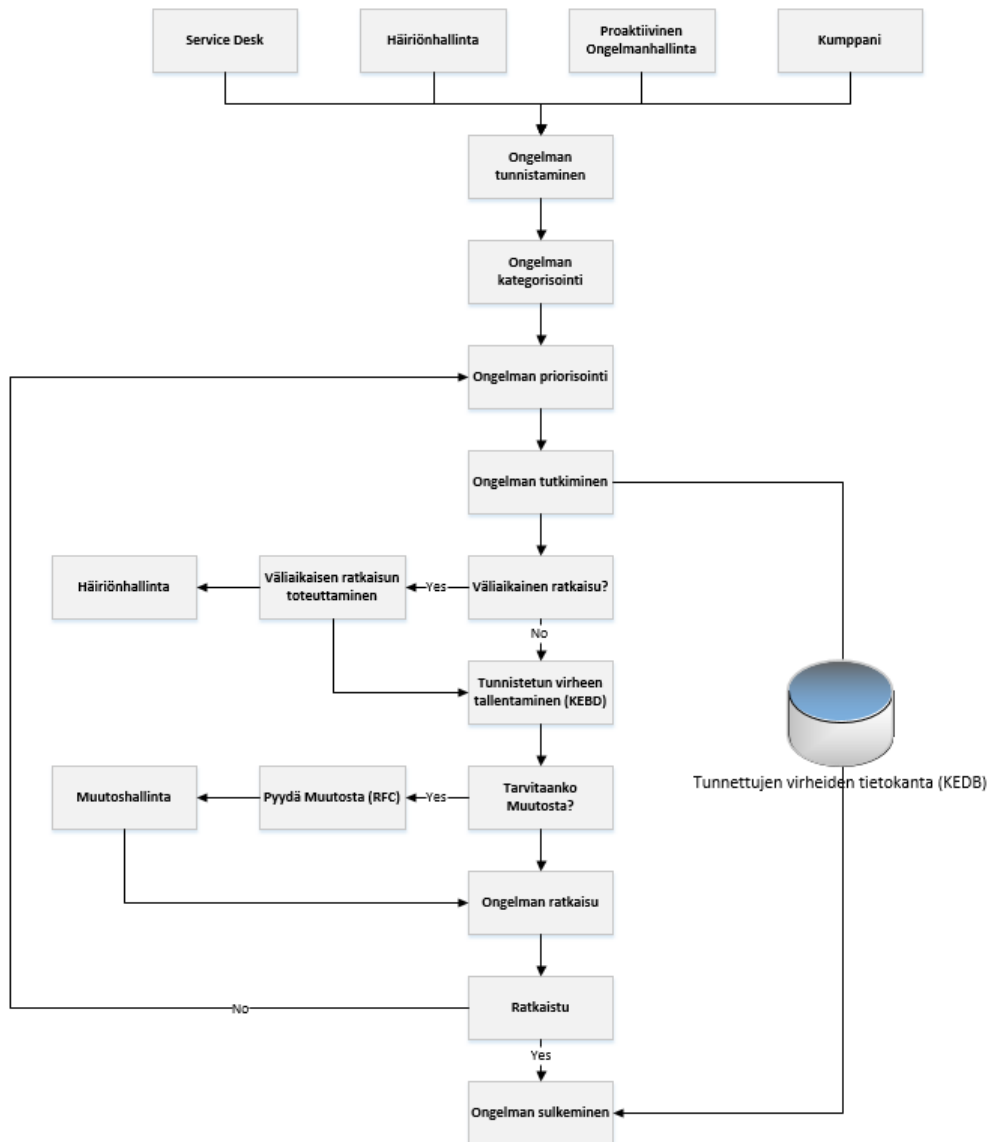 Service Desk
Häiriönhallinta
Proaktiivinen
Ongelmanhallinta
Kumppani
Ongelman
tunnistaminen
Ongelman
kategorisointi
Ongelman priorisointi
Ongelman tutkiminen
Häiriönhallinta
Väliaikaisen ratkaisun
toteuttaminen
Yes
Väliaikainen ratkaisu?
No
Tunnistetun virheen
tallentaminen (KEBD)
Tunnettujen virheiden tietokanta (KEDB)
Muutoshallinta
Pyydä Muutosta (RFC)
Yes
Tarvitaanko
Muutosta?
Ongelman ratkaisu
No
Ratkaistu
Yes
Ongelman sulkeminen